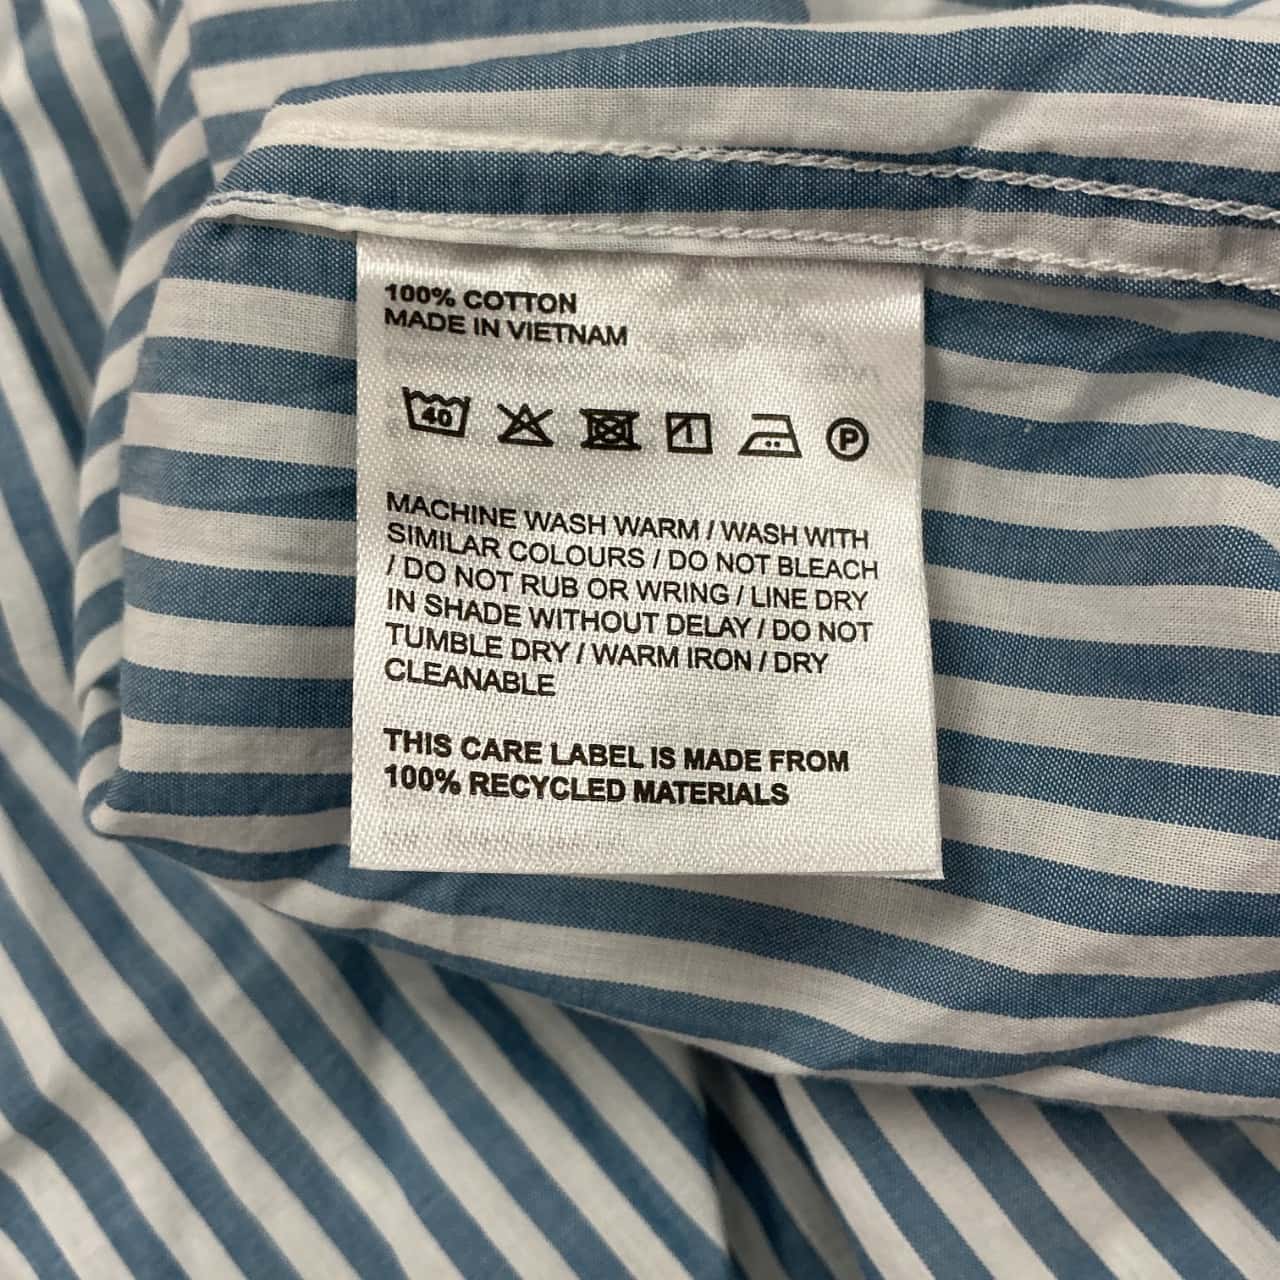 100% COTTON
MADE IN VIETNAM
40
P
MACHINE WASH WARM / WASH WITH
SIMILAR COLOURS / DO NOT BLEACH
/ DO NOT RUB OR WRING / LINE DRY
IN SHADE WITHOUT DELAY / DO NOT
TUMBLE DRY / WARM IRON / DRY
CLEANABLE
THIS CARE LABEL IS MADE FROM
100% RECYCLED MATERIALS